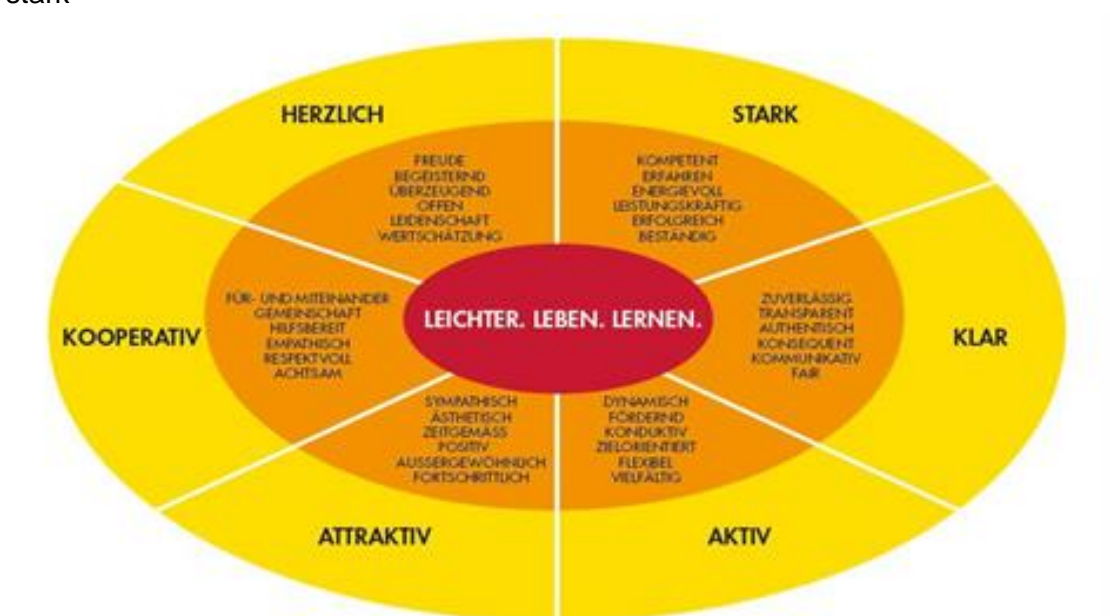 stark
HERZLICH
FREUDE
BEGEISTERND
ÜBERZEUGEND
OFFEN
LEIDENSCHAFT
WERTSCHÄTZUNG
STARK
KOMPETENT
ERFAHREN
ENERGIEVOLL
LEISTUNGSKRÄFTIG
ERFOLGREICH
BESTÄNDIG
KOOPERATIV
FÜR- UND MITEINANDER
GEMEINSCHAFT
HILFSBEREIT
EMPATHISCH
RESPEKTVOLL
ACHTSAM
LEICHTER. LEBEN. LERNEN.
ZUVERLÄSSIG
TRANSPARENT
AUTHENTISCH
KONSEQUENT
KOMMUNIKATIV
FAIR
KLAR
SYMPATHISCH
ÄSTHETISCH
ZEITGEMÄSS
POSITIV
AUSSERGEWÖHNLICH
FORTSCHRITTLICH
ATTRAKTIV
DYNAMISCH
FÖRDERND
KONDUKTIV
ZIELORIENTIERT
FLEXIBEL
VIELFÄLTIG
AKTIV